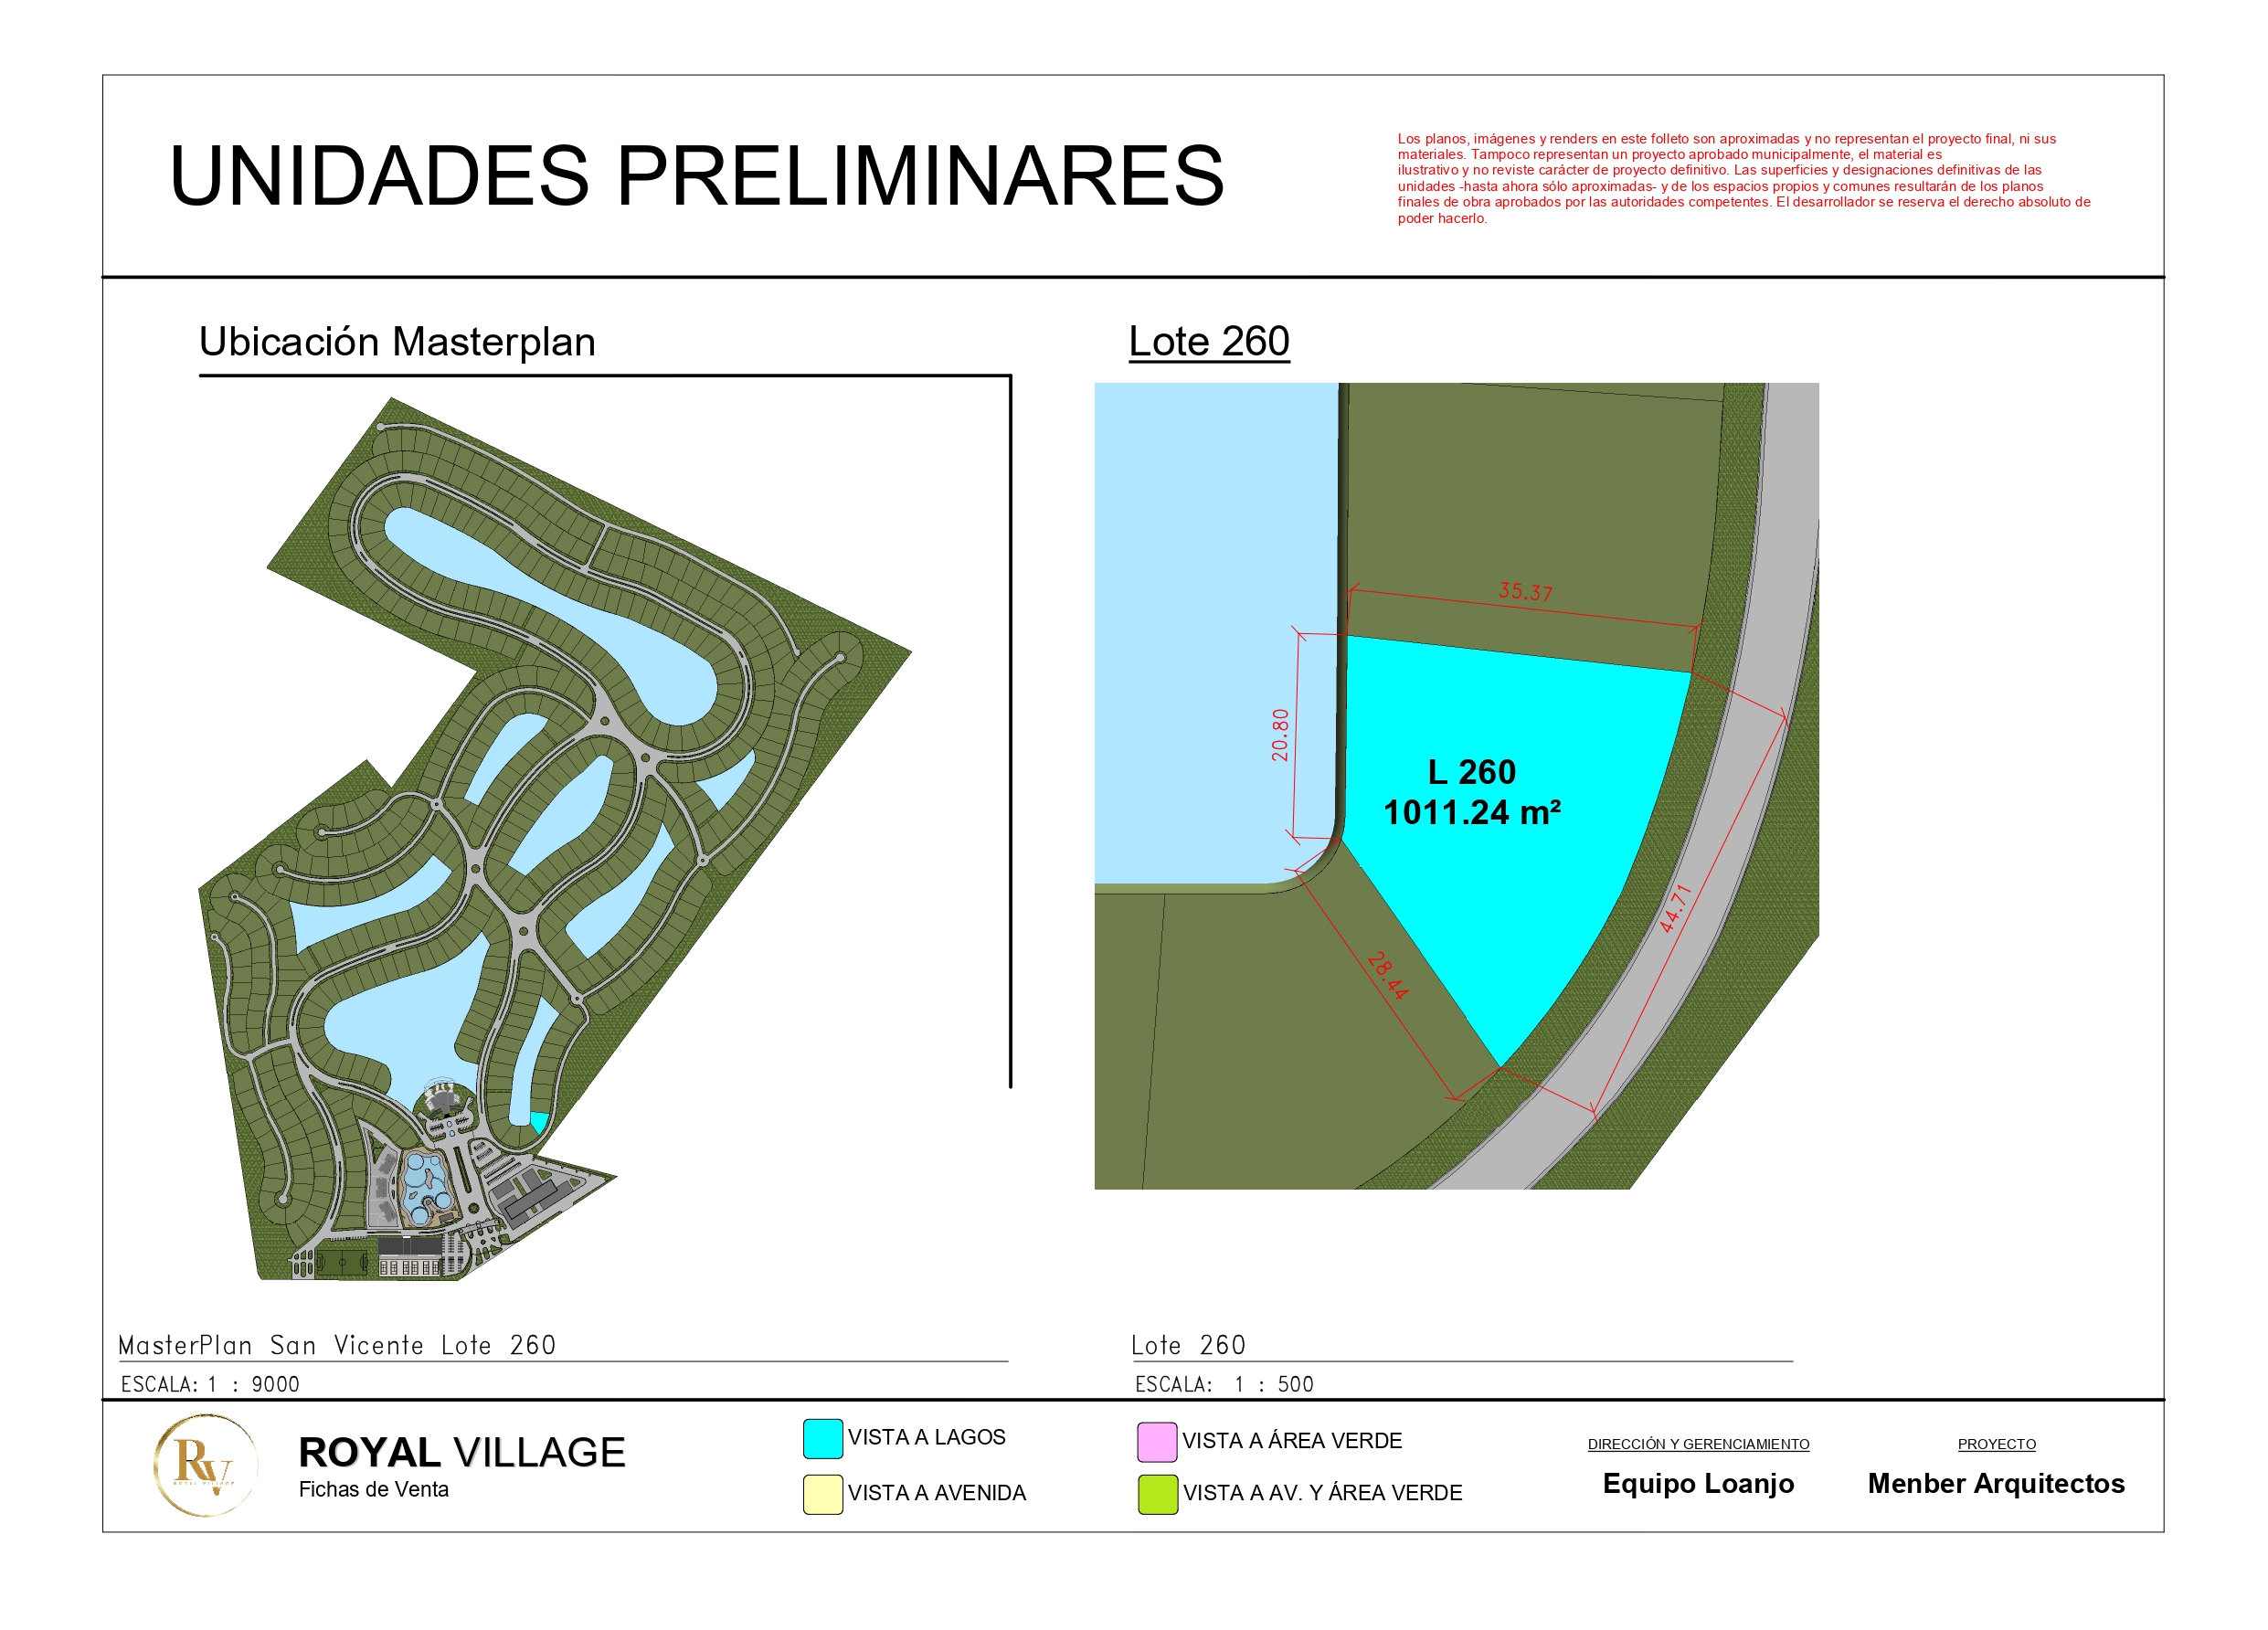 UNIDADES PRELIMINARES
Los planos, imágenes y renders en este folleto son aproximadas y no representan el proyecto final, ni sus
materiales. Tampoco representan un proyecto aprobado municipalmente, el material es
ilustrativo y no reviste carácter de proyecto definitivo. Las superficies y designaciones definitivas de las
unidades -hasta ahora sólo aproximadas- y de los espacios propios y comunes resultarán de los planos
finales de obra aprobados por las autoridades competentes. El desarrollador se reserva el derecho absoluto de
poder hacerlo.
Ubicación Masterplan
Lote 260
35.37
20.80
L 260
1011.24 m²
44.71
28.44
MasterPlan San Vicente Lote 260
ESCALA: 1 : 9000
Lote 260
ESCALA: 1 : 500
RV
ROYAL VILLAGE
ROYAL VILLAGE
Fichas de Venta
VISTA A LAGOS
VISTA A AVENIDA
VISTA A ÁREA VERDE
VISTA A AV. Y ÁREA VERDE
DIRECCIÓN Y GERENCIAMIENTO
Equipo Loanjo
PROYECTO
Menber Arquitectos